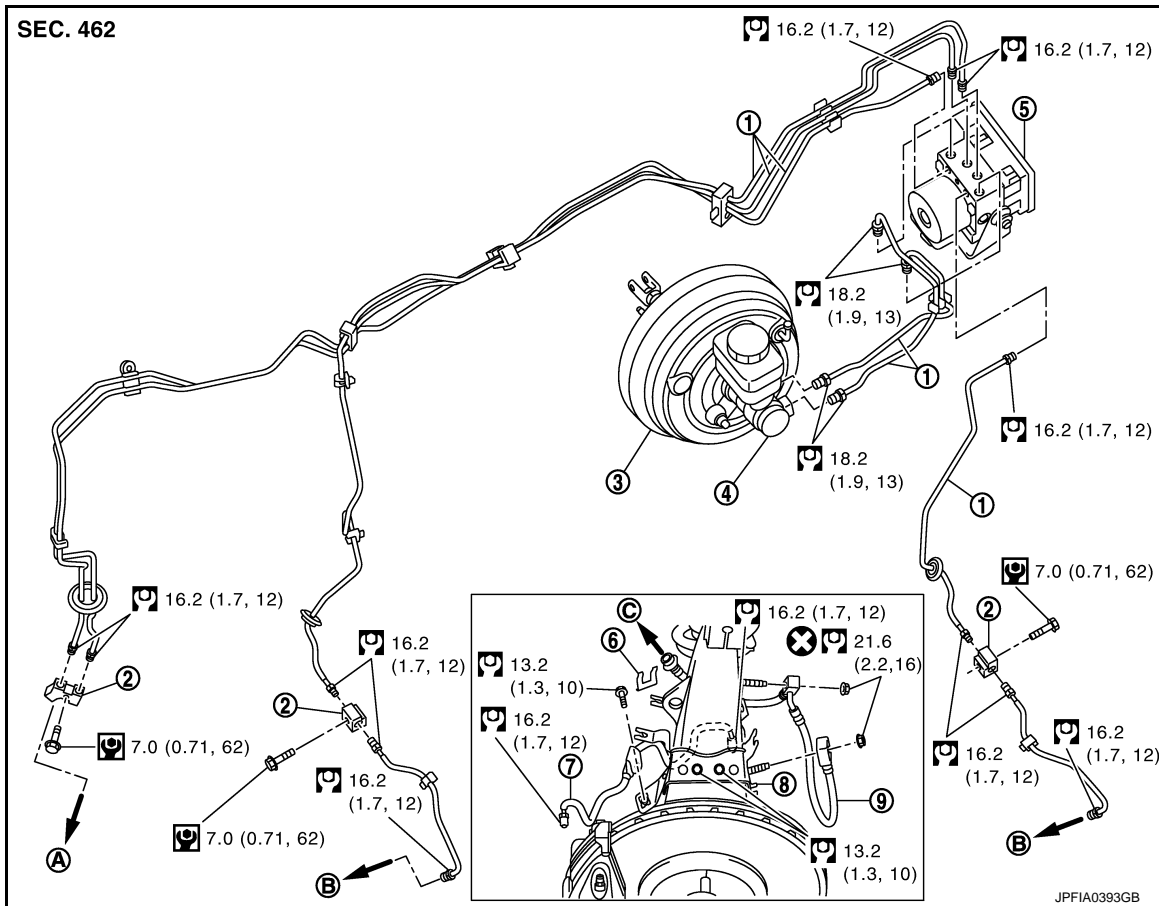 SEC. 462
16.2 (1.7, 12)
16.2 (1.7, 12)
1
5
18.2
(1.9, 13)
1
16.2 (1.7, 12)
3
4
18.2
(1.9, 13)
1
7.0 (0.71, 62)
16.2 (1.7, 12)
2
7.0 (0.71, 62)
A
16.2
(1.7, 12)
2
16.2
(1.7, 12)
7.0 (0.71, 62)
B
C
16.2 (1.7, 12)
6
21.6
(2.2,16)
13.2
(1.3, 10)
16.2
(1.7, 12)
7
8
9
13.2
(1.3, 10)
2
16.2
(1.7, 12)
16.2
(1.7, 12)
B
JPFIA0393GB